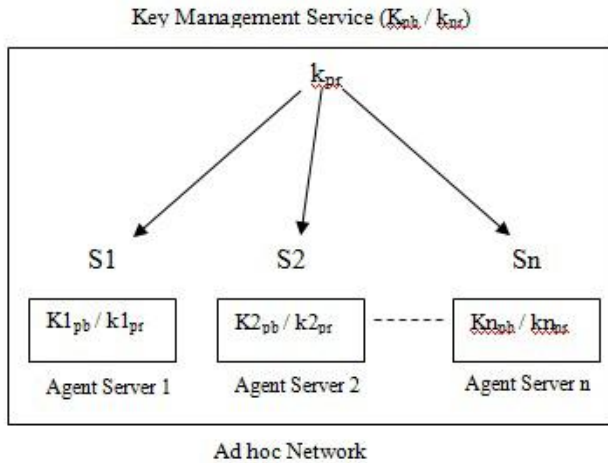 Key Management Service (Kpb / kpr)
kpr
S1 S2 Sn
K1pb / k1pr K2pb / k2pr Knpb / knpr
Agent Server 1 Agent Server 2 Agent Server n
Ad hoc Network